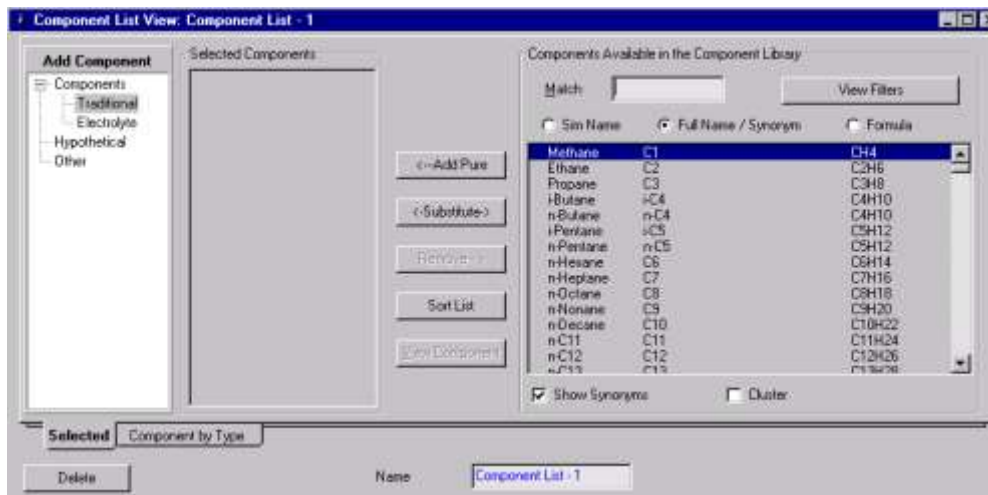 Component List View: Component List - 1
Add Component
Components
Traditional
Electrolyte
Hypothetical
Other
Selected Components
<--Add Pure
<-Substitute->
Remove-->
Sort List
View Component
Components Available in the Component Library
Match
View Filters
Sim Name
Full Name / Synonym
Formula
Methane C1 CH4
Ethane C2 C2H6
Propane C3 C3H8
i-Butane i-C4 C4H10
n-Butane n-C4 C4H10
i-Pentane i-C5 C5H12
n-Pentane n-C5 C5H12
n-Hexane C6 C6H14
n-Heptane C7 C7H16
n-Octane C8 C8H18
n-Nonane C9 C9H20
n-Decane C10 C10H22
n-C11 C11 C11H24
n-C12 C12 C12H26
n-C13 C13 C13H28
Show Synonyms
Cluster
Selected
Component by Type
Delete
Name
Component List - 1